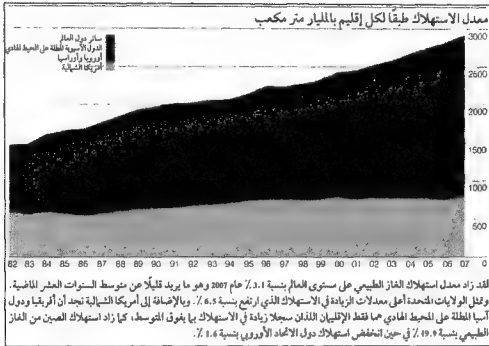 معدل الاستهلاك طبقًا لكل إقليم بالمليار متر مكعب
سائر دول العالم
الدول الآسيوية المطلة على المحيط الهادي
أوروبا وأوراسيا
أمريكا الشمالية
3000
2500
2000
1500
1000
500
0
82 83 84 85 86 87 88 89 90 91 92 93 94 95 96 97 98 99 00 01 02 03 04 05 06 07
لقد زاد معدل استهلاك الغاز الطبيعي على مستوى العالم بنسبة 3.1 ٪ عام 2007 وهو ما يزيد قليلًا عن متوسط السنوات العشر الماضية.
وتمثل الولايات المتحدة أعلى معدلات الزيادة في الاستهلاك الذي ارتفع بنسبة 6.5 ٪. وبالإضافة إلى أمريكا الشمالية نجد أن أفريقيا ودول
آسيا المطلة على المحيط الهادي هما فقط الإقليمان اللذان سجلا زيادة في الاستهلاك بما يفوق المتوسط، كما زاد استهلاك الصين من الغاز
الطبيعي بنسبة 19.9 ٪ في حين انخفض استهلاك دول الاتحاد الأوروبي بنسبة 1.6 ٪.